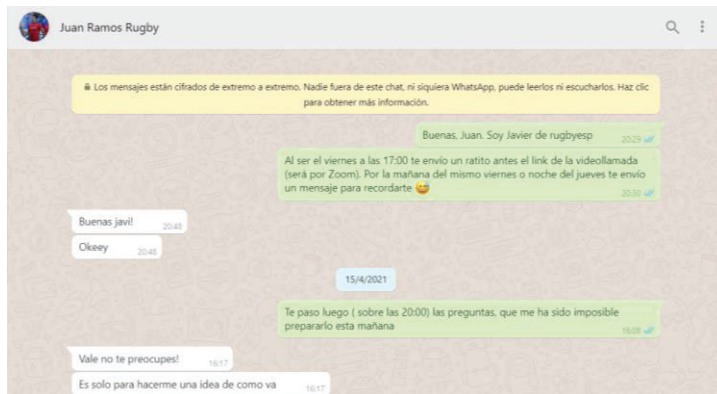 Juan Ramos Rugby
Los mensajes están cifrados de extremo a extremo. Nadie fuera de este chat, ni siquiera WhatsApp, puede leerlos ni escucharlos. Haz clic
para obtener más información.
Buenas, Juan. Soy Javier de rugbyesp 20:29
Al ser el viernes a las 17:00 te envío un ratito antes el link de la videollamada
(será por Zoom). Por la mañana del mismo viernes o noche del jueves te envío
un mensaje para recordarte 😅 20:30
Buenas javi! 20:48
Okeey 20:48
15/4/2021
Te paso luego ( sobre las 20:00) las preguntas, que me ha sido imposible
prepararlo esta mañana 16:08
Vale no te preocupes! 16:17
Es solo para hacerme una idea de como va 16:17